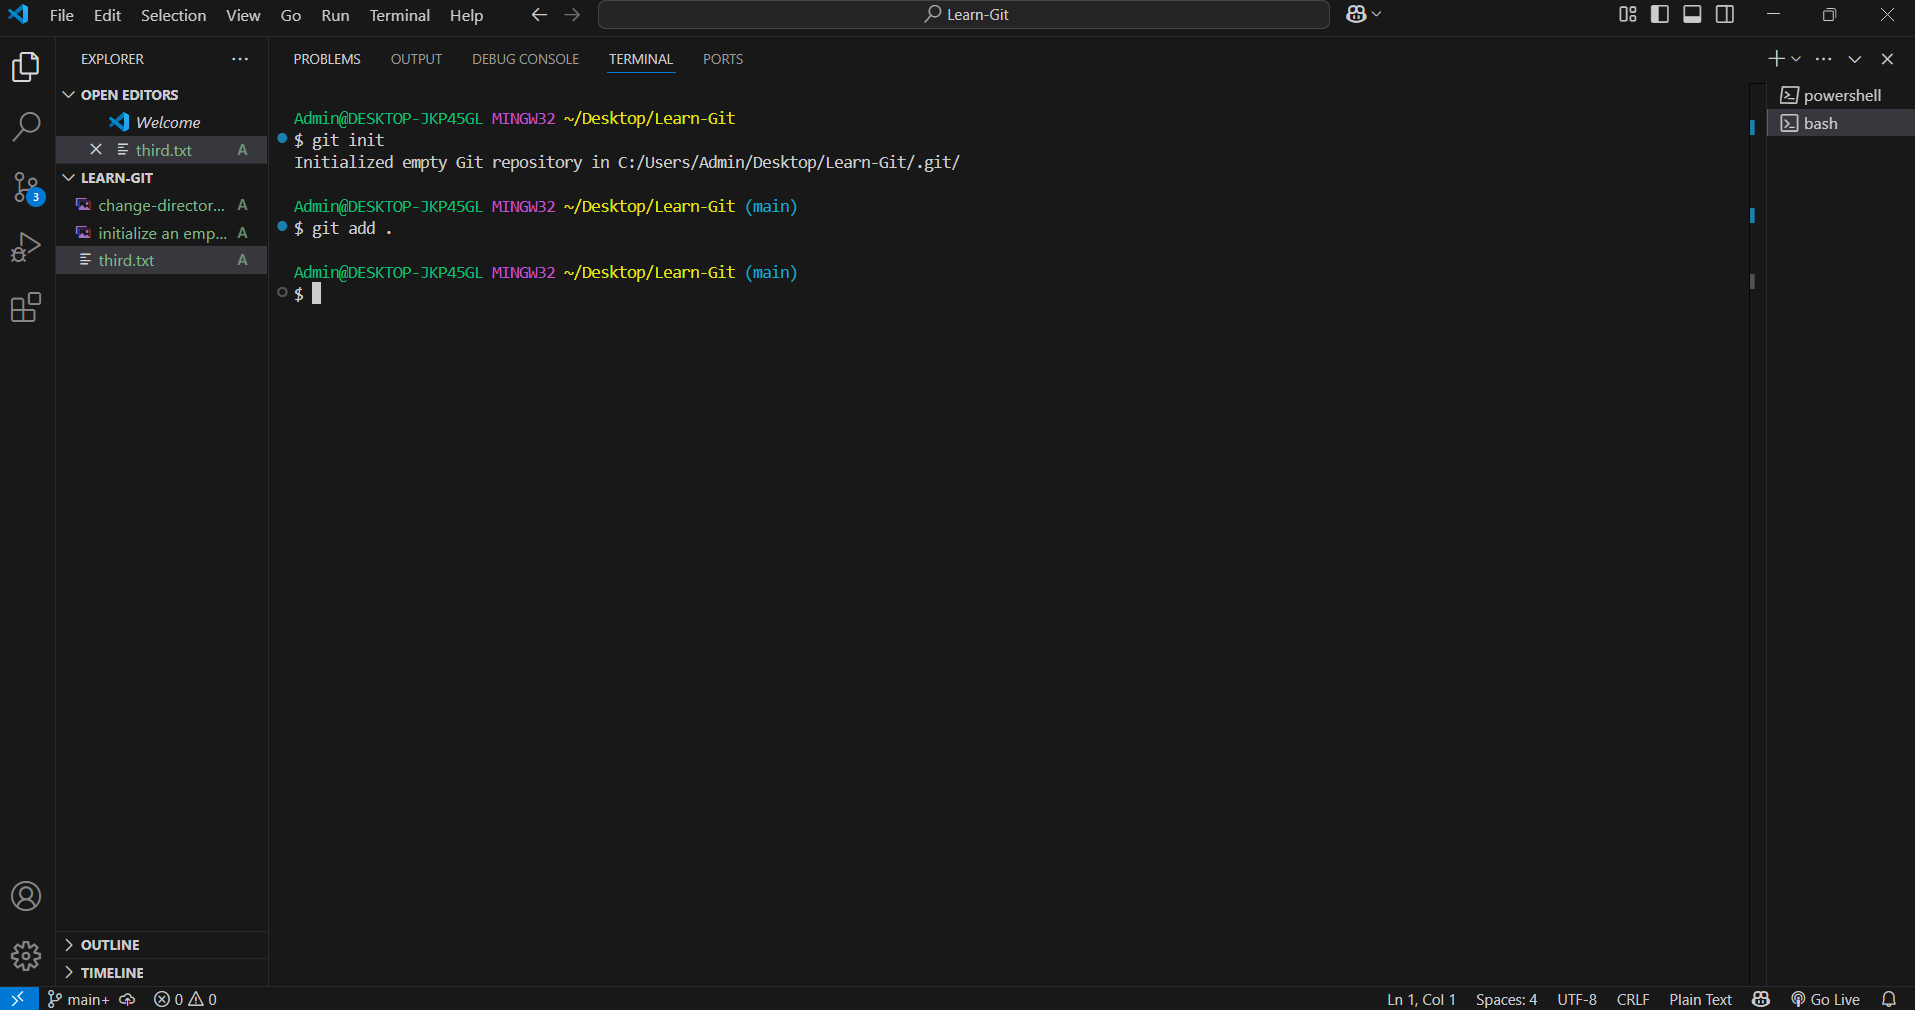 File Edit Selection View Go Run Terminal Help
Learn-Git
EXPLORER
OPEN EDITORS
Welcome
third.txt A
LEARN-GIT
change-director... A
initialize an emp... A
third.txt A
3
OUTLINE
TIMELINE
PROBLEMS OUTPUT DEBUG CONSOLE TERMINAL PORTS
Admin@DESKTOP-JKP45GL MINGW32 ~/Desktop/Learn-Git
$ git init
Initialized empty Git repository in C:/Users/Admin/Desktop/Learn-Git/.git/
Admin@DESKTOP-JKP45GL MINGW32 ~/Desktop/Learn-Git (main)
$ git add .
Admin@DESKTOP-JKP45GL MINGW32 ~/Desktop/Learn-Git (main)
$
powershell
bash
main+ 0 0
Ln 1, Col 1 Spaces: 4 UTF-8 CRLF Plain Text Go Live